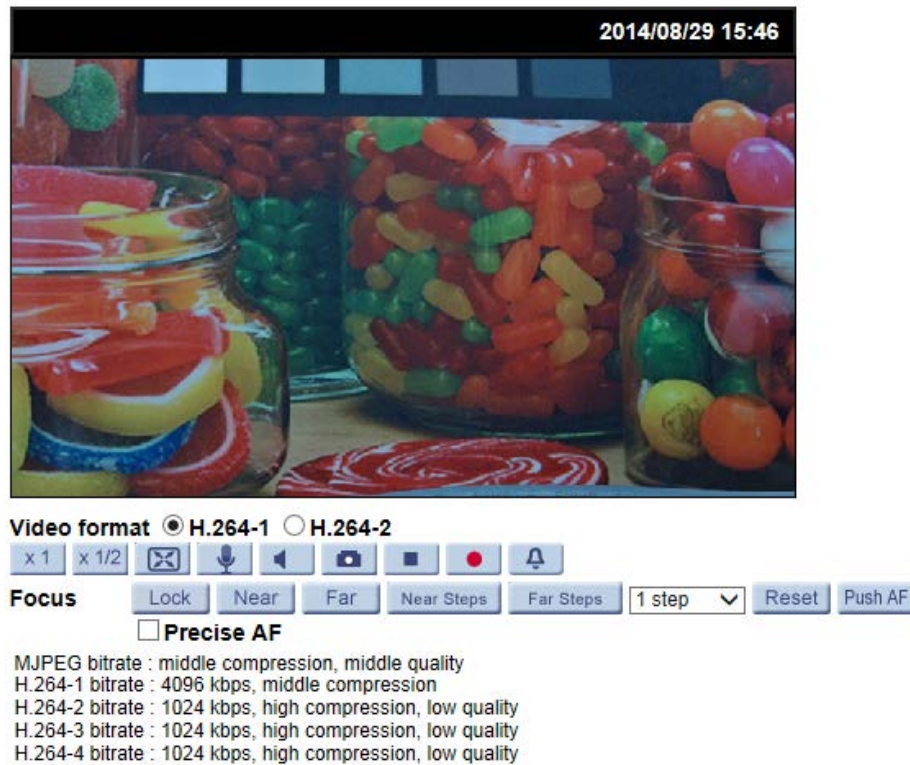 2014/08/29 15:46
Video format H.264-1 H.264-2
x 1 x 1/2
Focus Lock Near Far Near Steps Far Steps 1 step Reset Push AF
Precise AF
MJPEG bitrate : middle compression, middle quality
H.264-1 bitrate : 4096 kbps, middle compression
H.264-2 bitrate : 1024 kbps, high compression, low quality
H.264-3 bitrate : 1024 kbps, high compression, low quality
H.264-4 bitrate : 1024 kbps, high compression, low quality